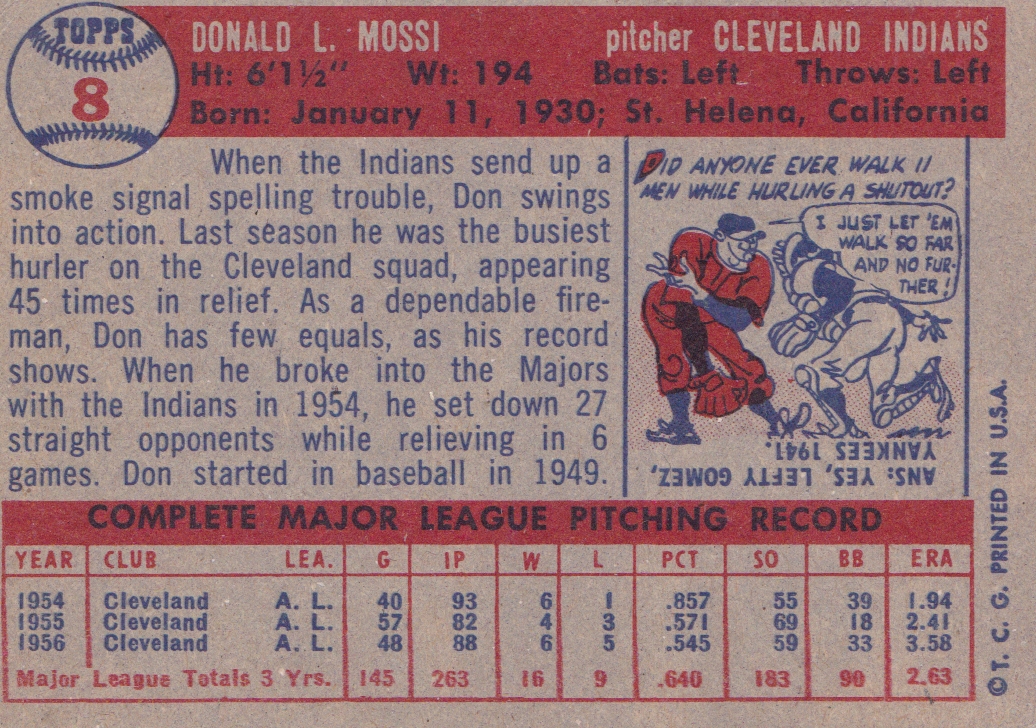 TOPPS
8
DONALD L. MOSSI pitcher CLEVELAND INDIANS
Ht: 6'1½" Wt: 194 Bats: Left Throws: Left
Born: January 11, 1930; St. Helena, California
When the Indians send up a
smoke signal spelling trouble, Don swings
into action. Last season he was the busiest
hurler on the Cleveland squad, appearing
45 times in relief. As a dependable fire-
man, Don has few equals, as his record
shows. When he broke into the Majors
with the Indians in 1954, he set down 27
straight opponents while relieving in 6
games. Don started in baseball in 1949.
DID ANYONE EVER WALK 11
MEN WHILE HURLING A SHUTOUT?
I JUST LET 'EM
WALK SO FAR
AND NO FUR-
THER!
ANS: YES, LEFTY GOMEZ,
YANKEES 1941.
COMPLETE MAJOR LEAGUE PITCHING RECORD
YEAR CLUB LEA. G IP W L PCT SO BB ERA
1954 Cleveland A. L. 40 93 6 1 .857 55 39 1.94
1955 Cleveland A. L. 57 82 4 3 .571 69 18 2.41
1956 Cleveland A. L. 48 88 6 5 .545 59 33 3.58
Major League Totals 3 Yrs. 145 263 16 9 .640 183 90 2.63
© T. C. G. PRINTED IN U.S.A.